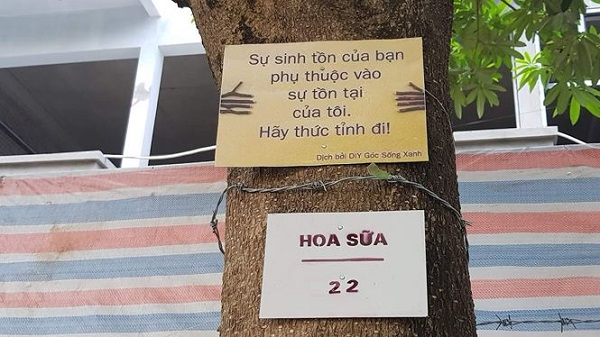 Sự sinh tồn của bạn
phụ thuộc vào
sự tồn tại
của tôi.
Hãy thức tỉnh đi!
Dịch bởi DiY Góc Sống Xanh
HOA SỮA
22